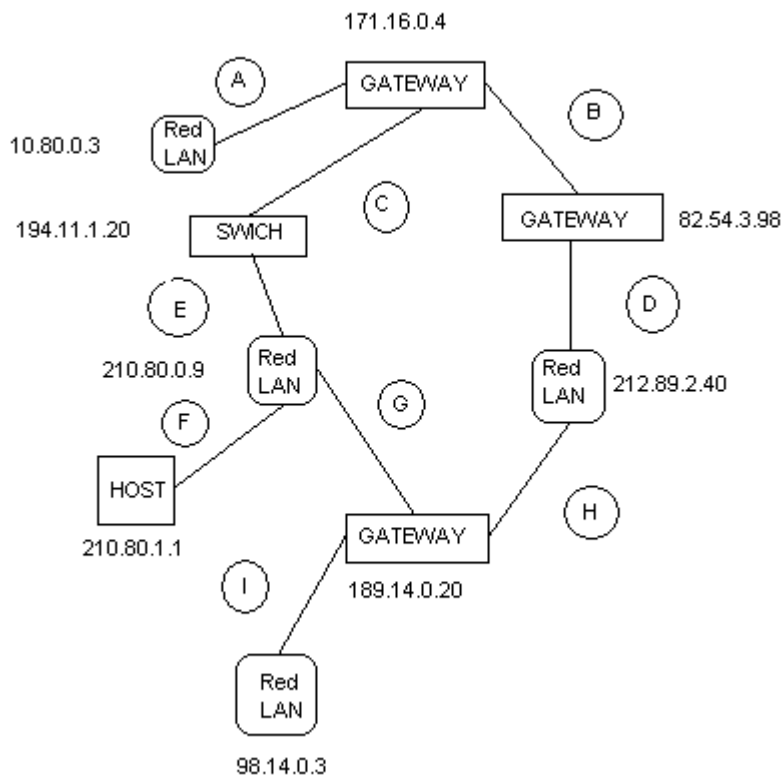 171.16.0.4
A
GATEWAY
B
Red
LAN
10.80.0.3
C
GATEWAY
82.54.3.98
194.11.1.20
SWICH
E
D
210.80.0.9
Red
LAN
Red
LAN
212.89.2.40
F
G
HOST
210.80.1.1
GATEWAY
H
I
189.14.0.20
Red
LAN
98.14.0.3